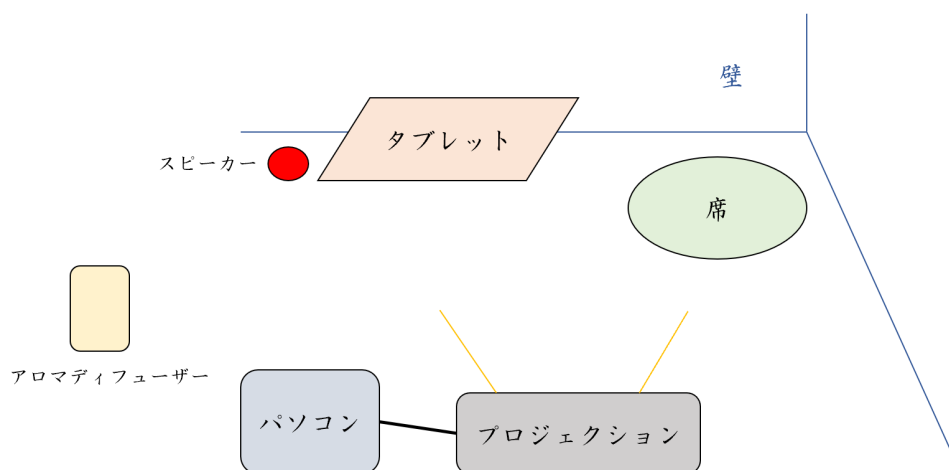 壁
タブレット
スピーカー
席
アロマディフューザー
パソコン
プロジェクション